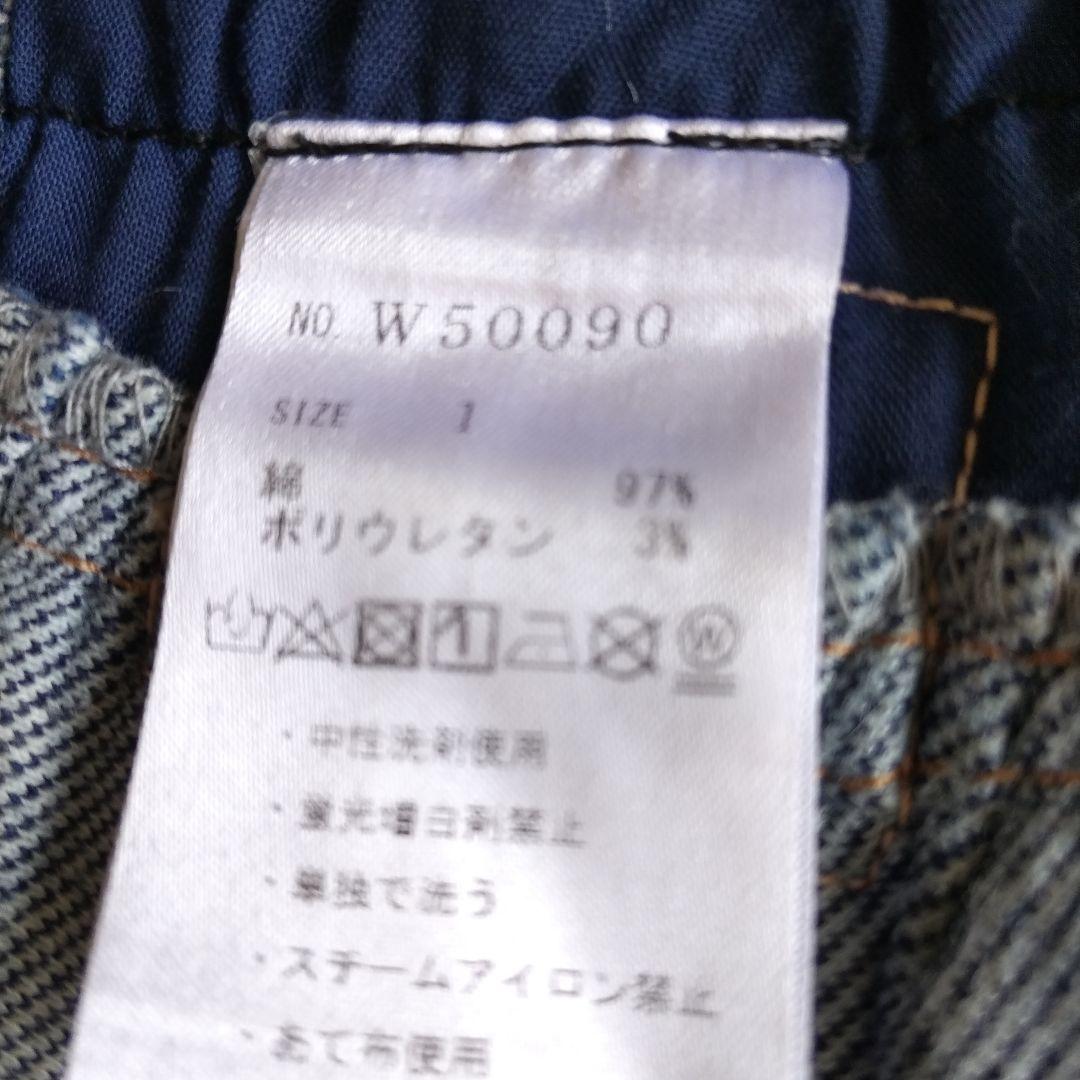 NO. W50090
SIZE 1
綿 97%
ポリウレタン 3%
W
・中性洗剤使用
・蛍光増白剤禁止
・単独で洗う
・スチームアイロン禁止
・あて布使用